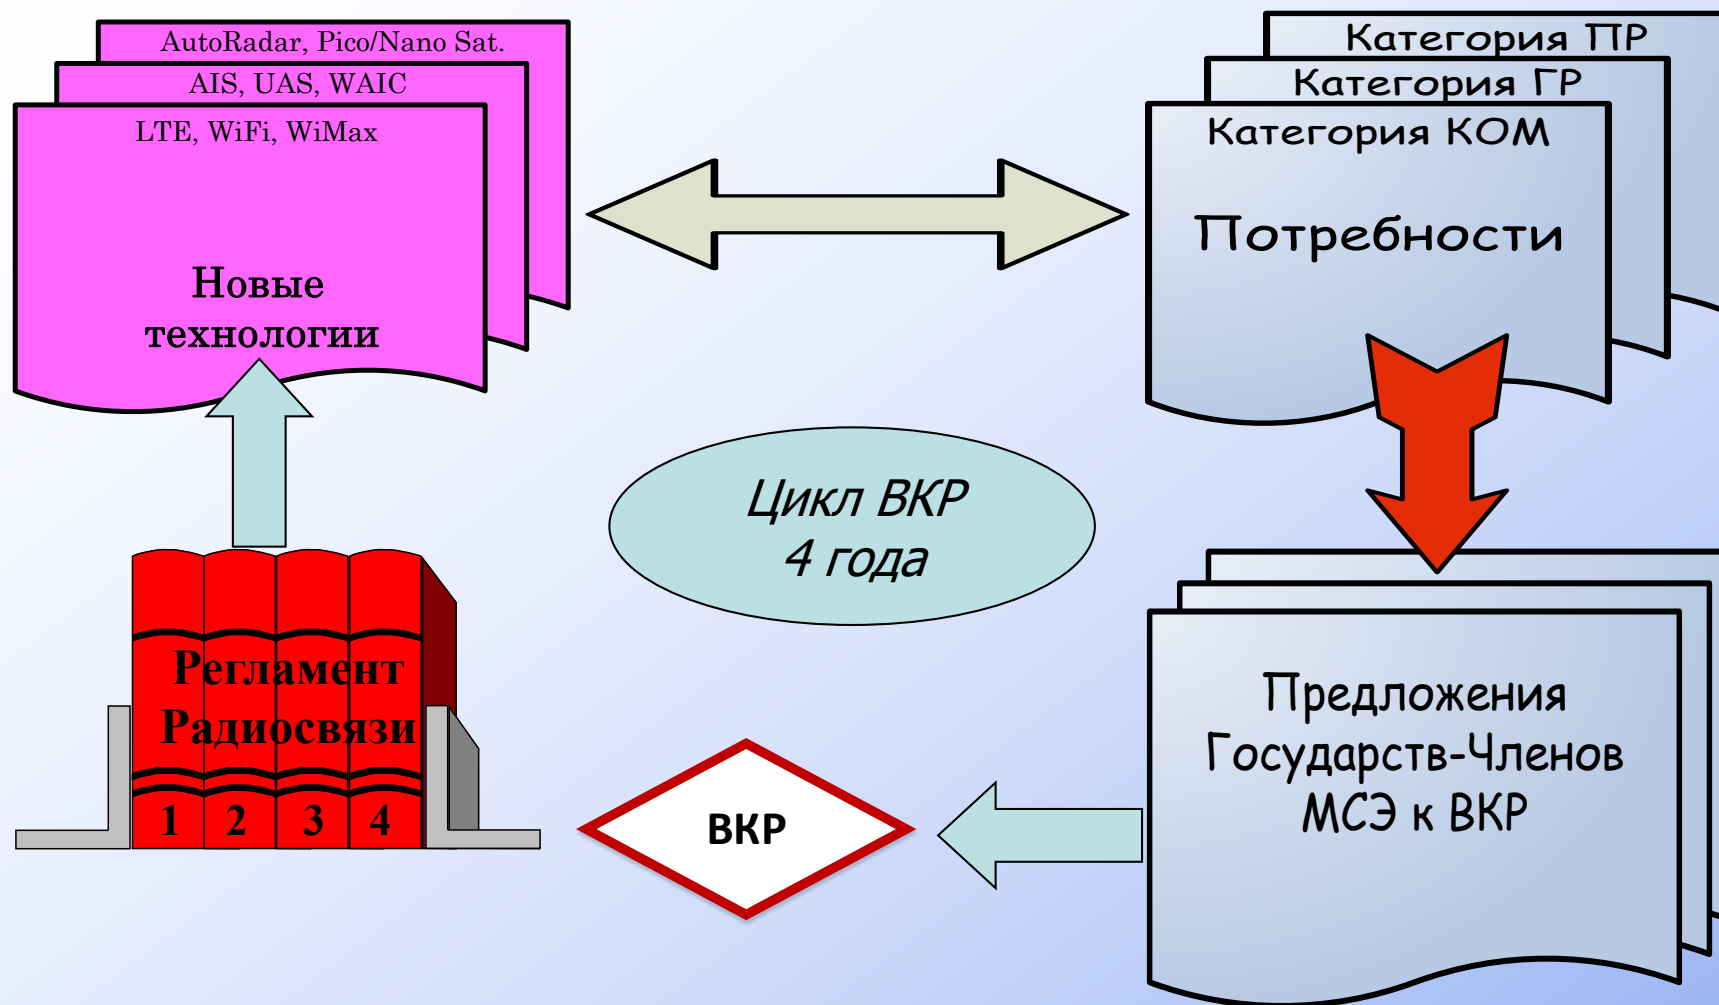 AutoRadar, Pico/Nano Sat.
AIS, UAS, WAIC
LTE, WiFi, WiMax
Новые
технологии
Категория ПР
Категория ГР
Категория КОМ
Потребности
Цикл ВКР
4 года
Регламент
Радиосвязи
1 2 3 4
ВКР
Предложения
Государств-Членов
МСЭ к ВКР